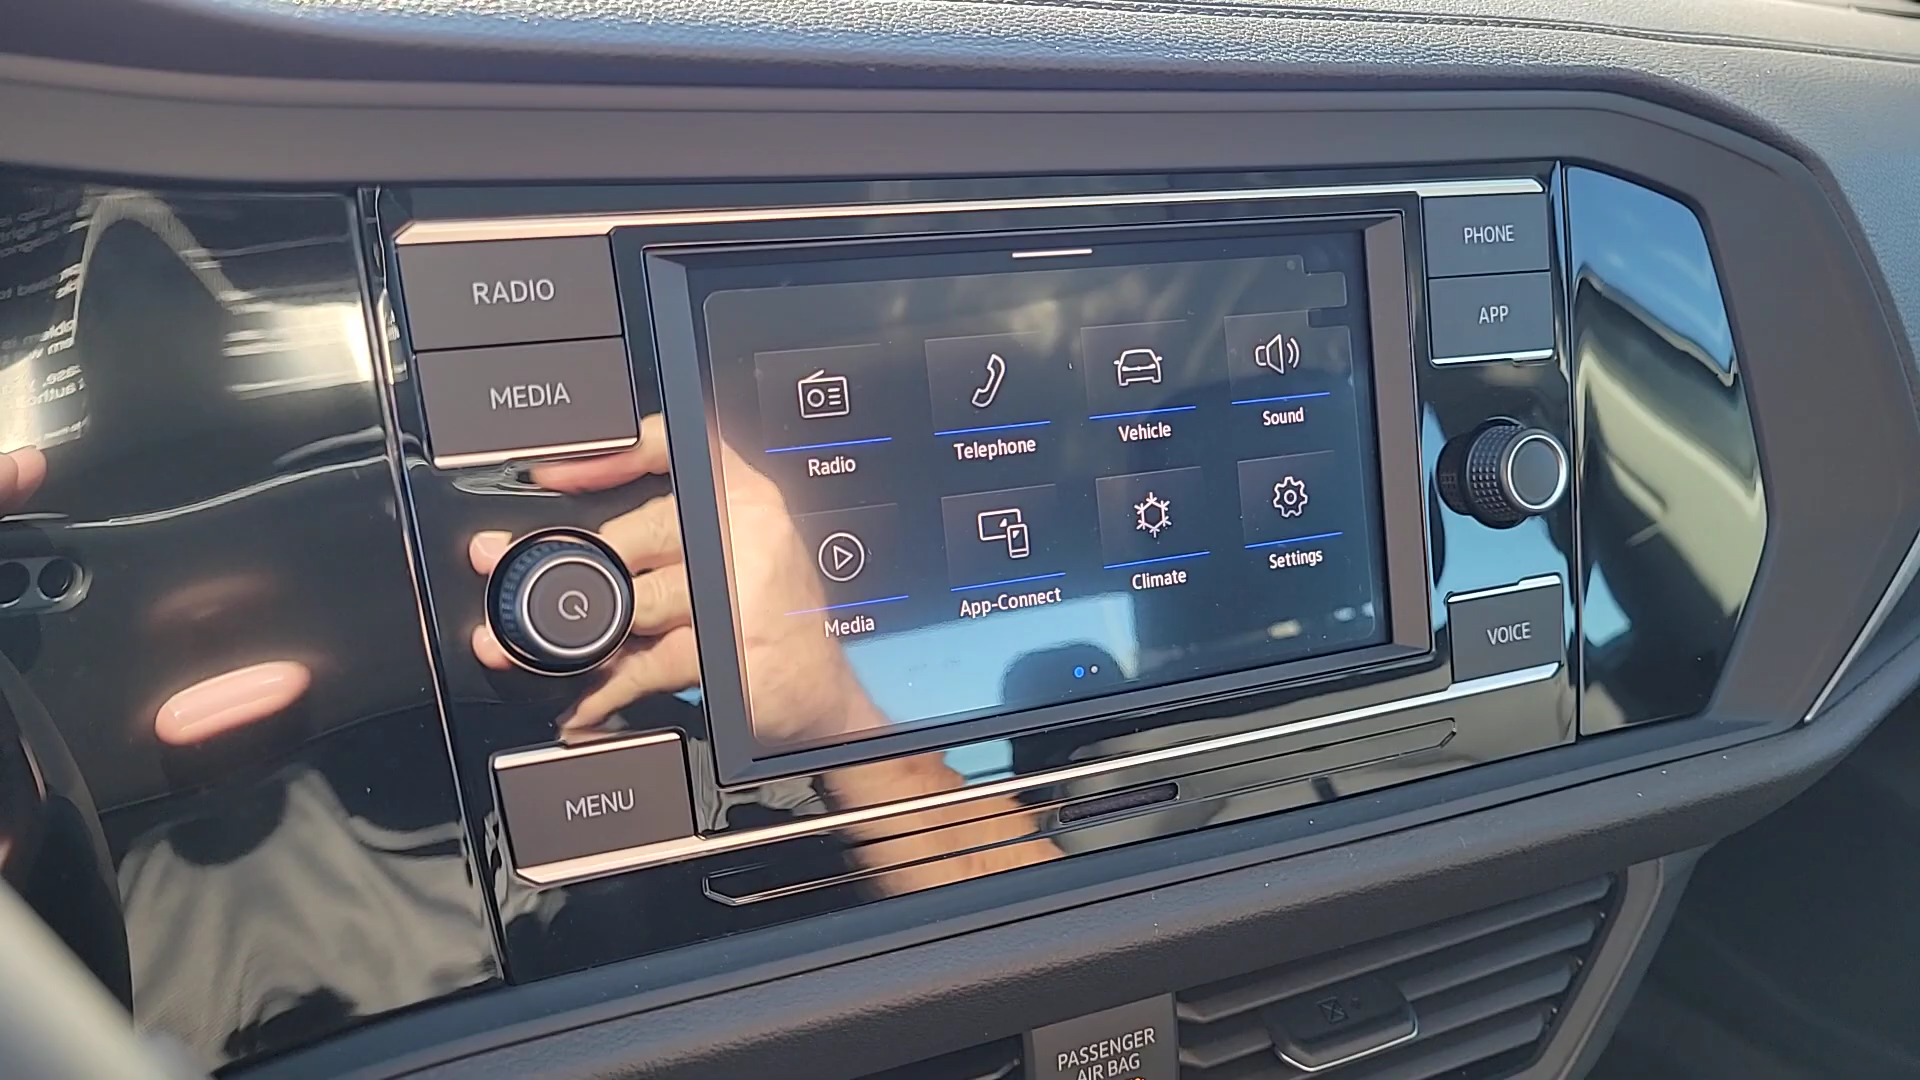 RADIO
MEDIA
MENU
Radio
Telephone
Vehicle
Sound
Media
App-Connect
Climate
Settings
PHONE
APP
VOICE
PASSENGER
AIR BAG